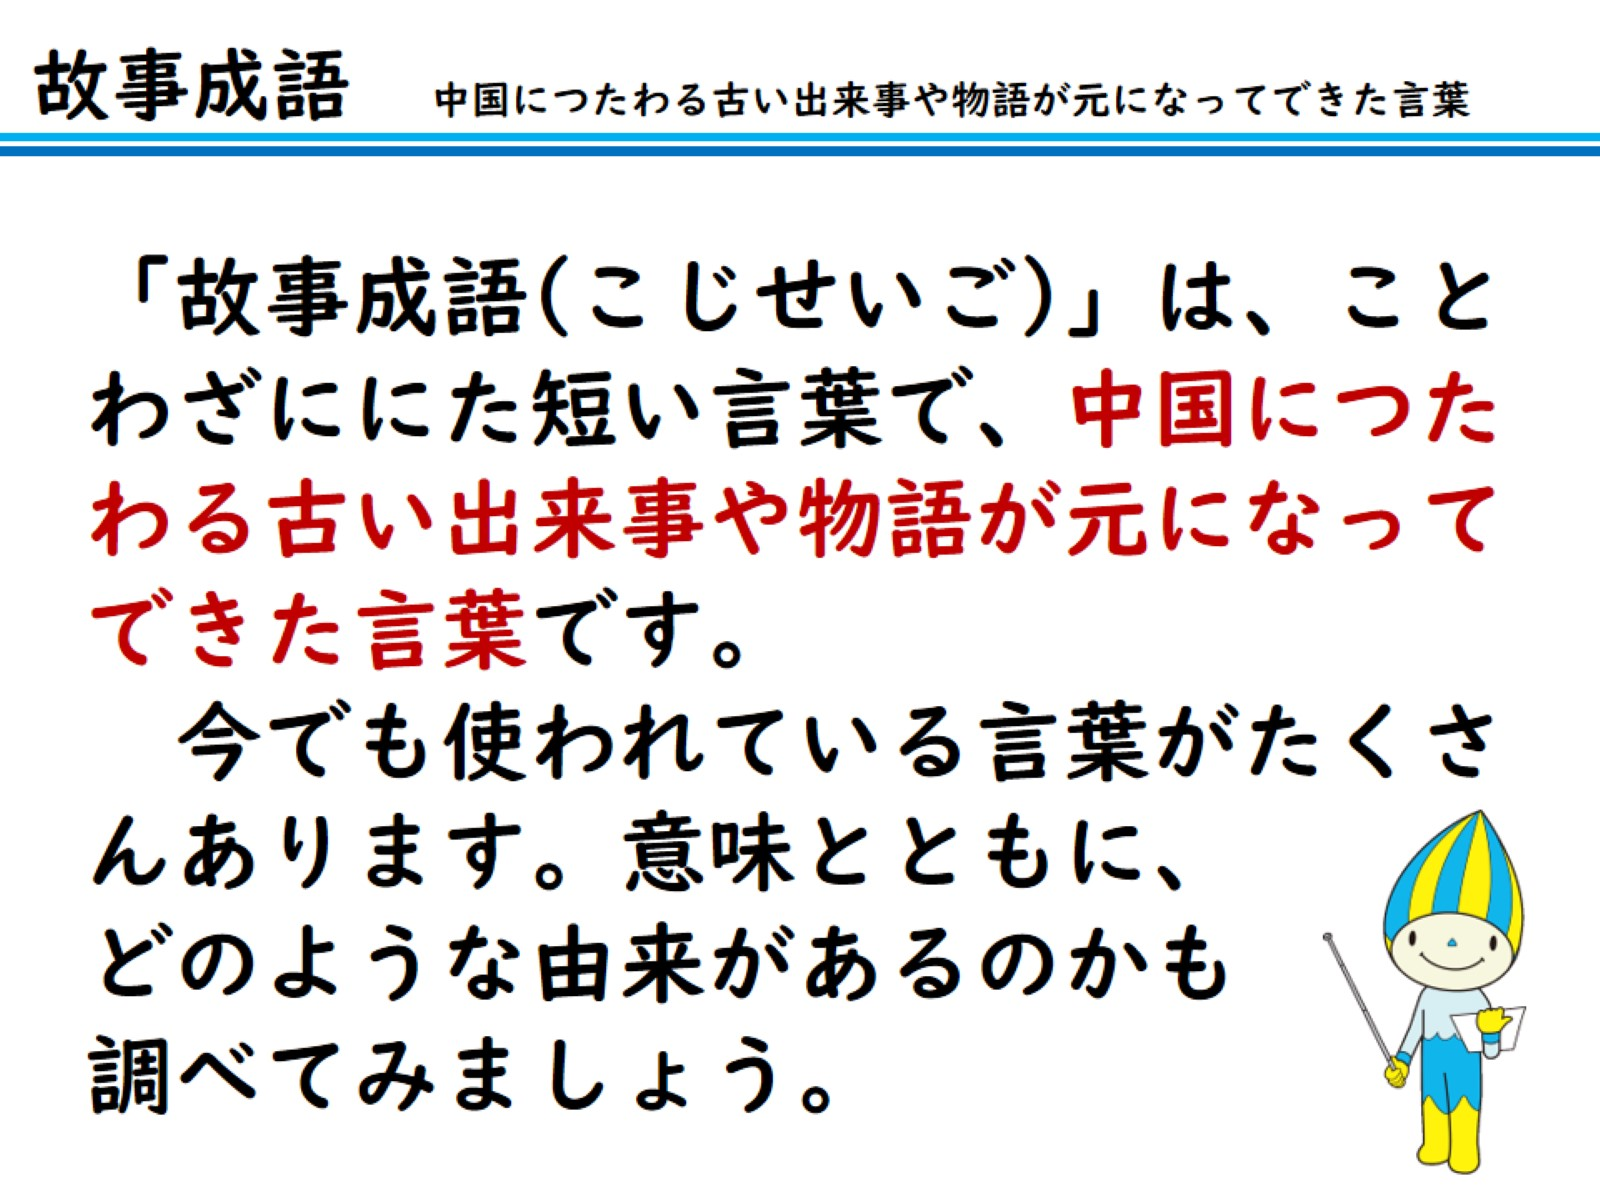 故事成語
中国につたわる古い出来事や物語が元になってできた言葉
「故事成語(こじせいご)」は、こと
わざににた短い言葉で、中国につた
わる古い出来事や物語が元になって
できた言葉です。
今でも使われている言葉がたくさ
んあります。意味とともに、
どのような由来があるのかも
調べてみましょう。